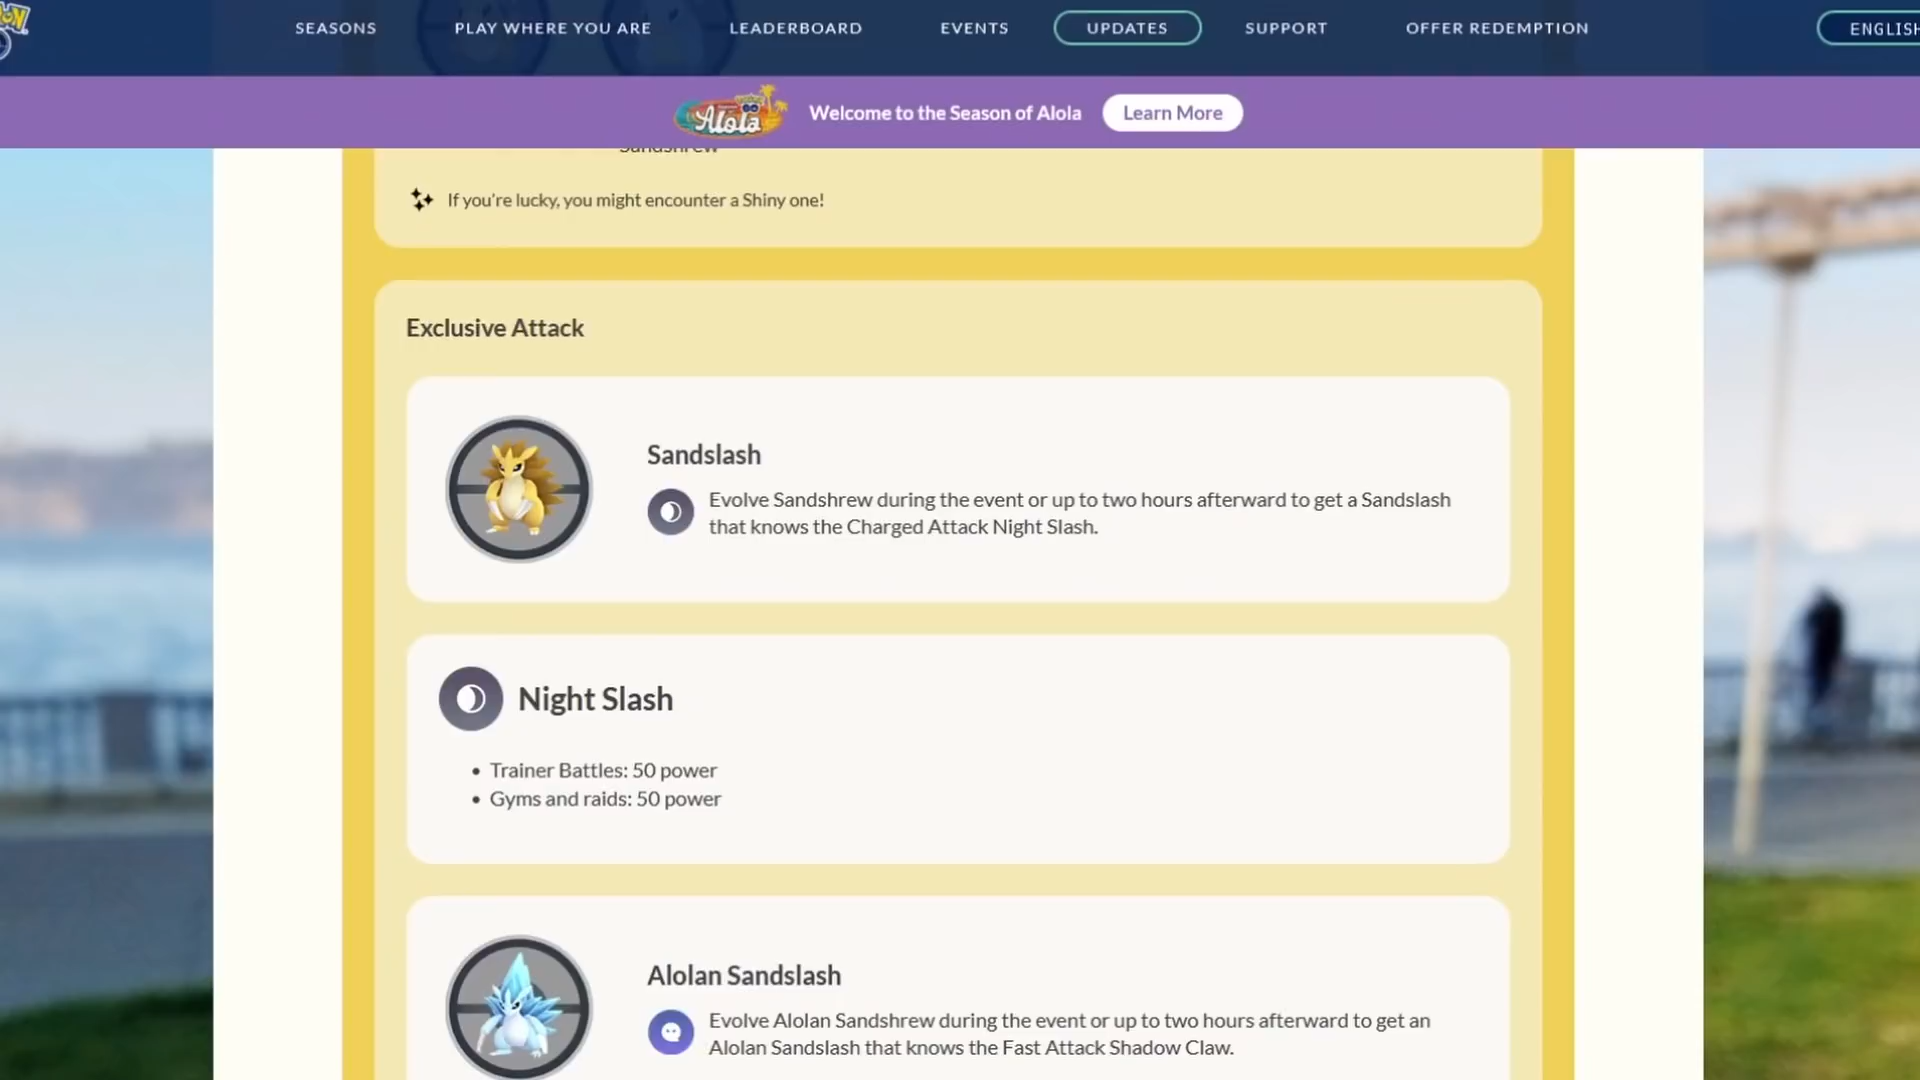 SEASONS
PLAY WHERE YOU ARE
LEADERBOARD
EVENTS
UPDATES
SUPPORT
OFFER REDEMPTION
ENGLISH
Alola
Welcome to the Season of Alola
Learn More
Sandshrew
If you're lucky, you might encounter a Shiny one!
Exclusive Attack
Sandslash
Evolve Sandshrew during the event or up to two hours afterward to get a Sandslash
that knows the Charged Attack Night Slash.
Night Slash
• Trainer Battles: 50 power
• Gyms and raids: 50 power
Alolan Sandslash
Evolve Alolan Sandshrew during the event or up to two hours afterward to get an
Alolan Sandslash that knows the Fast Attack Shadow Claw.